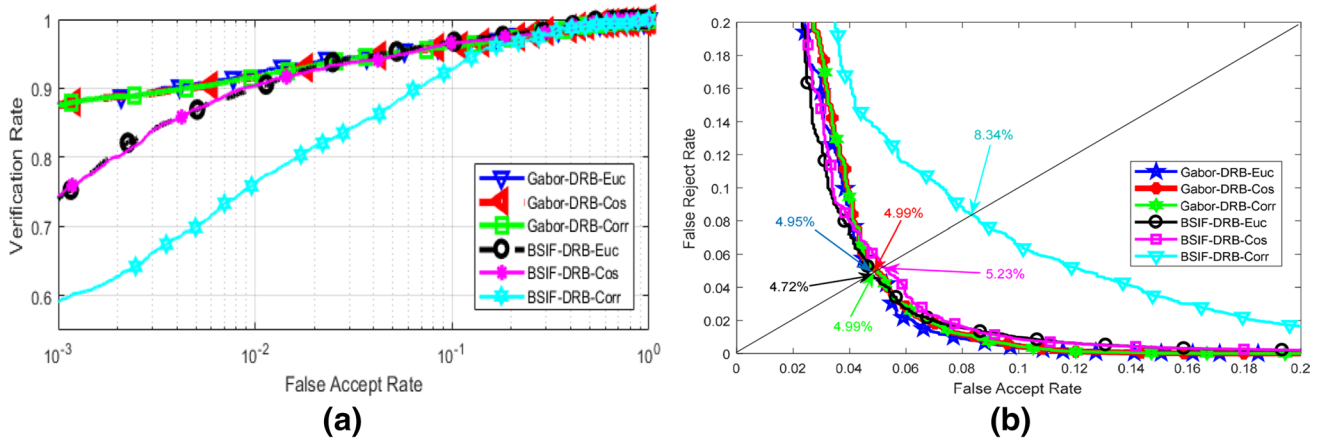 Verification Rate
1
0.9
0.8
0.7
0.6
10-3
10-2
10-1
100
False Accept Rate
Gabor-DRB-Euc
Gabor-DRB-Cos
Gabor-DRB-Corr
BSIF-DRB-Euc
BSIF-DRB-Cos
BSIF-DRB-Corr
(a)
False Reject Rate
0.2
0.18
0.16
0.14
0.12
0.1
0.08
0.06
0.04
0.02
0
0
0.02
0.04
0.06
0.08
0.1
0.12
0.14
0.16
0.18
0.2
False Accept Rate
8.34%
4.95%
4.99%
5.23%
4.72%
4.99%
Gabor-DRB-Euc
Gabor-DRB-Cos
Gabor-DRB-Corr
BSIF-DRB-Euc
BSIF-DRB-Cos
BSIF-DRB-Corr
(b)